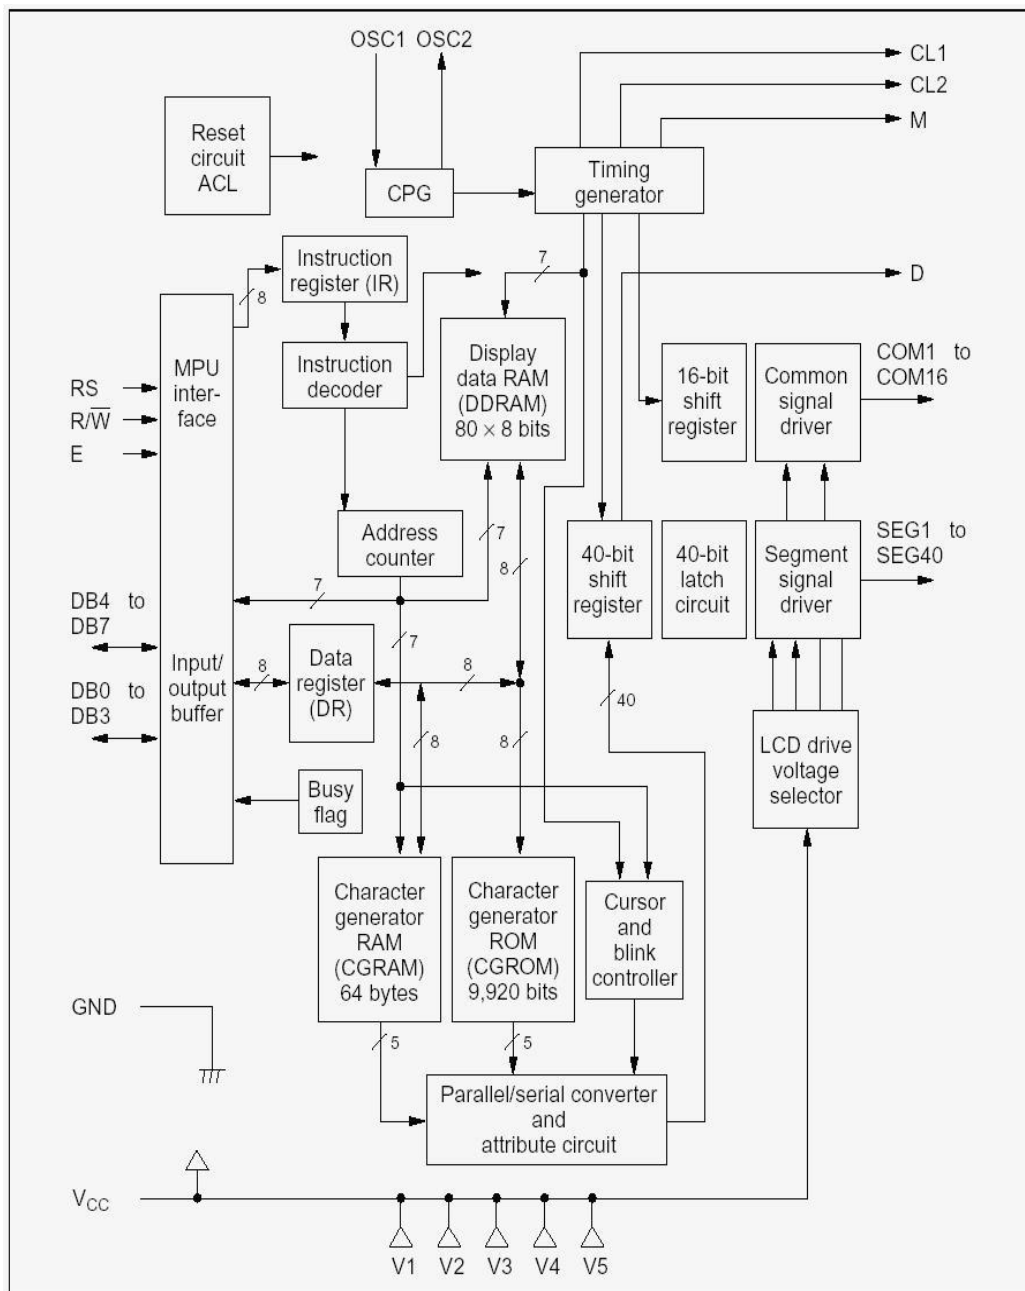 OSC1 OSC2
CL1
CL2
M
Reset
circuit
ACL
CPG
Timing
generator
Instruction
register (IR)
8
7
D
MPU
inter-
face
Instruction
decoder
Display
data RAM
(DDRAM)
80 × 8 bits
16-bit
shift
register
Common
signal
driver
COM1 to
COM16
RS
R/W̅
E
Address
counter
7
8
40-bit
shift
register
40-bit
latch
circuit
Segment
signal
driver
SEG1 to
SEG40
7
7
DB4 to
DB7
DB0 to
DB3
Input/
output
buffer
8
Data
register
(DR)
8
8
8
40
LCD drive
voltage
selector
Busy
flag
Character
generator
RAM
(CGRAM)
64 bytes
Character
generator
ROM
(CGROM)
9,920 bits
Cursor
and
blink
controller
GND
5
5
Parallel/serial converter
and
attribute circuit
VCC
V1 V2 V3 V4 V5